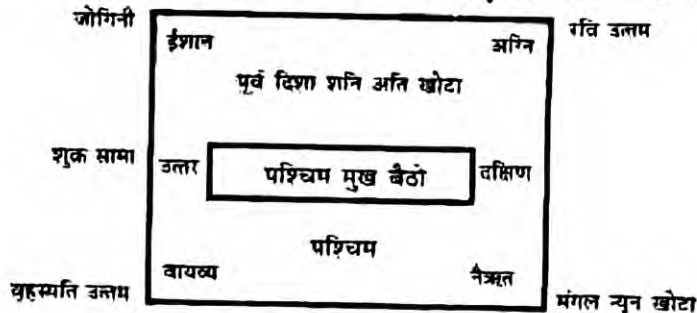 जोगिनी
रवि उत्तम
ईशान
अग्नि
पूर्व दिशा शनि अति खोटा
शुक्र सामा
उत्तर
पश्चिम मुख बैठो
दक्षिण
पश्चिम
वायव्य
नैऋत
वृहस्पति उत्तम
मंगल न्यून खोटा